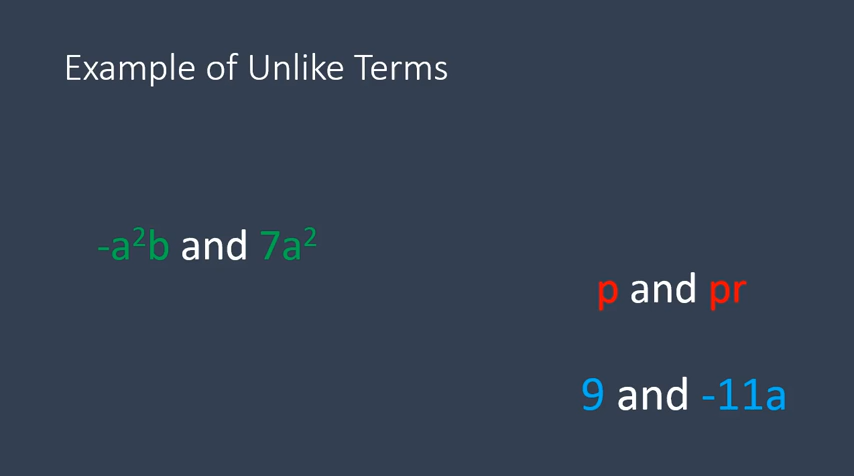 Example of Unlike Terms
-a²b and 7a²
p and pr
9 and -11a